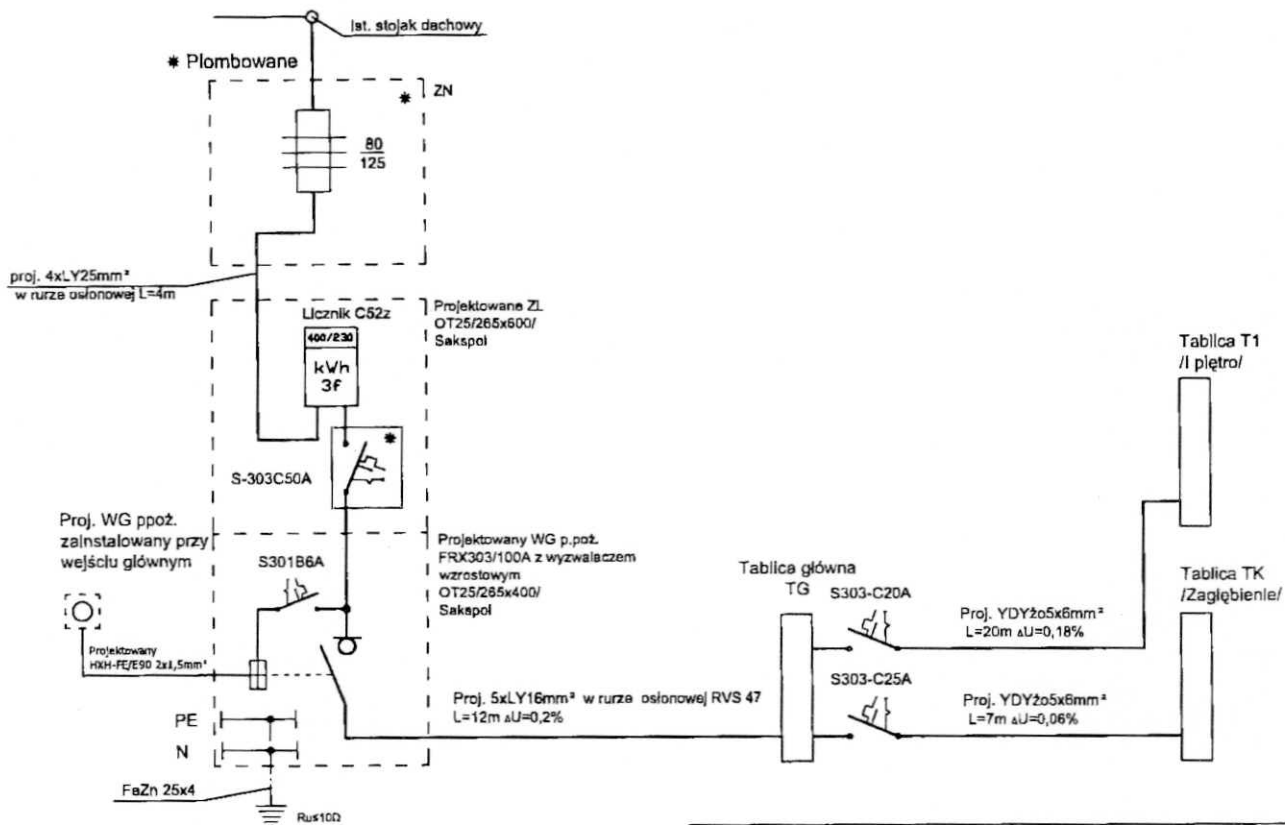 Ist. stojak dachowy
* Plombowane
* ZN
80
125
proj. 4xLY25mm²
w rurze osłonowej L=4m
Licznik C52z
400/230
kWh
3f
Projektowane ZL
OT25/265x600/
Sakspol
*
S-303C50A
Proj. WG ppoż.
zainstalowany przy
wejściu głównym
S301B6A
Projektowany WG p.poż.
FRX303/100A z wyzwalaczem
wzrostowym
OT25/265x400/
Sakspol
Projektowany
HXH-FE/E90 2x1,5mm²
PE
N
FeZn 25x4
Ru≤10Ω
Proj. 5xLY16mm² w rurze osłonowej RVS 47
L=12m ΔU=0,2%
Tablica główna
TG
S303-C20A
Proj. YDYżo5x6mm²
L=20m ΔU=0,18%
S303-C25A
Proj. YDYżo5x6mm²
L=7m ΔU=0,06%
Tablica T1
/I piętro/
Tablica TK
/Zagłębienie/